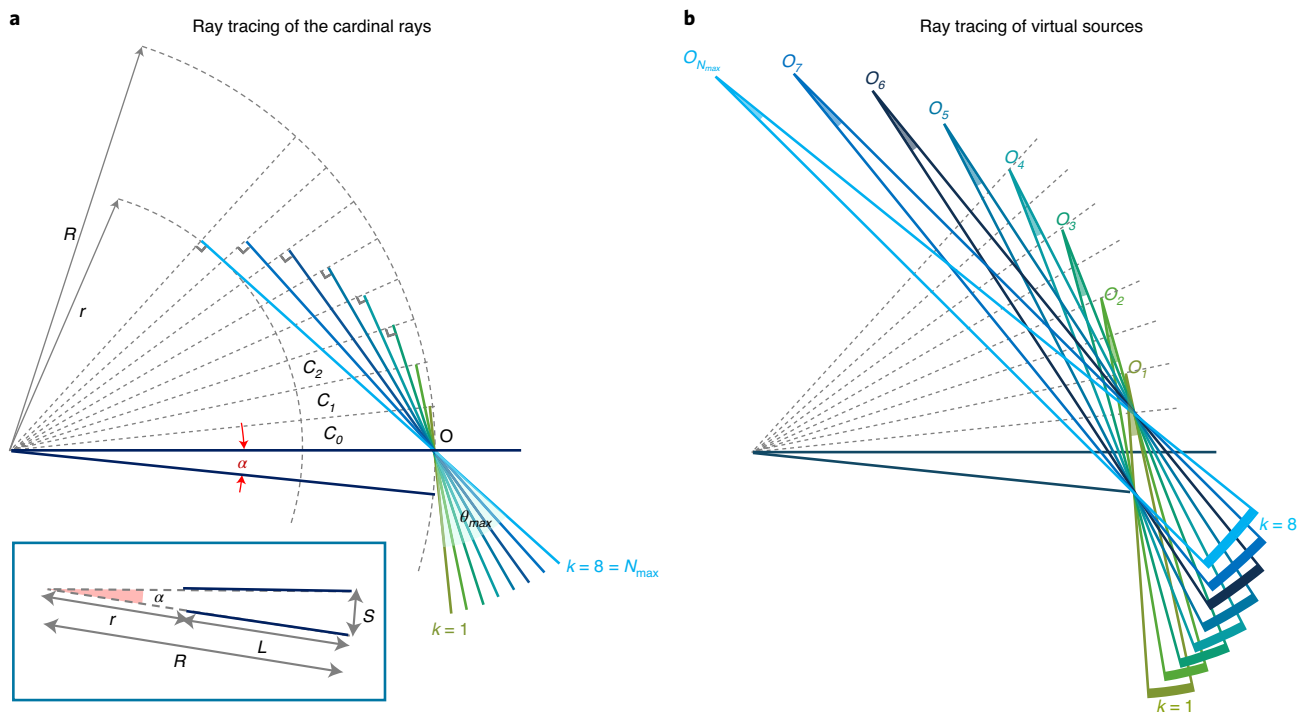 a
Ray tracing of the cardinal rays
R
r
C2
C1
C0
O
α
θmax
k = 8 = Nmax
k = 1
α
r
S
L
R
b
Ray tracing of virtual sources
ONmax
O7
O6
O5
O4
O3
O2
O1
k = 8
k = 1